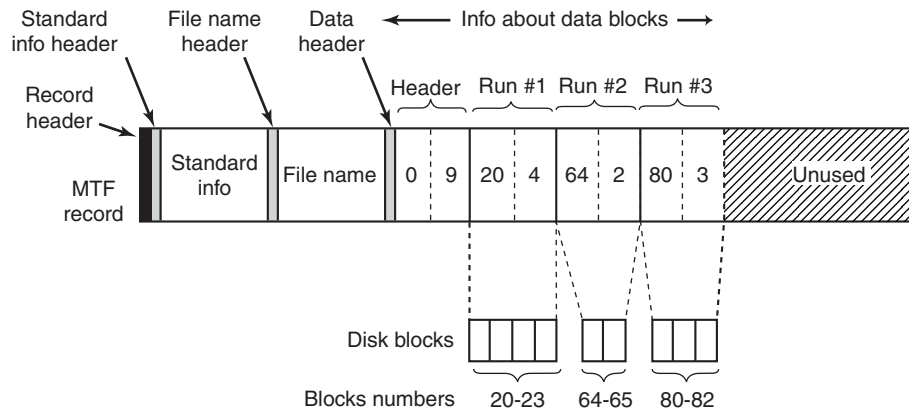 Standard
info header
File name
header
Data
header
Info about data blocks
Record
header
Header
Run #1
Run #2
Run #3
MTF
record
Standard
info
File name
0
9
20
4
64
2
80
3
Unused
Disk blocks
Blocks numbers
20-23
64-65
80-82